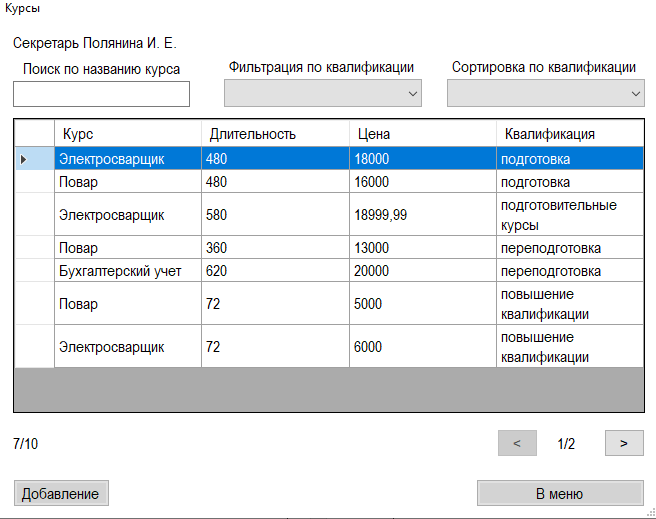 Курсы
Секретарь Полянина И. Е.
Поиск по названию курса
Фильтрация по квалификации
Сортировка по квалификации
Курс Длительность Цена Квалификация
Электросварщик 480 18000 подготовка
Повар 480 16000 подготовка
Электросварщик 580 18999,99 подготовительные
курсы
Повар 360 13000 переподготовка
Бухгалтерский учет 620 20000 переподготовка
Повар 72 5000 повышение
квалификации
Электросварщик 72 6000 повышение
квалификации
7/10 < 1/2 >
Добавление В меню